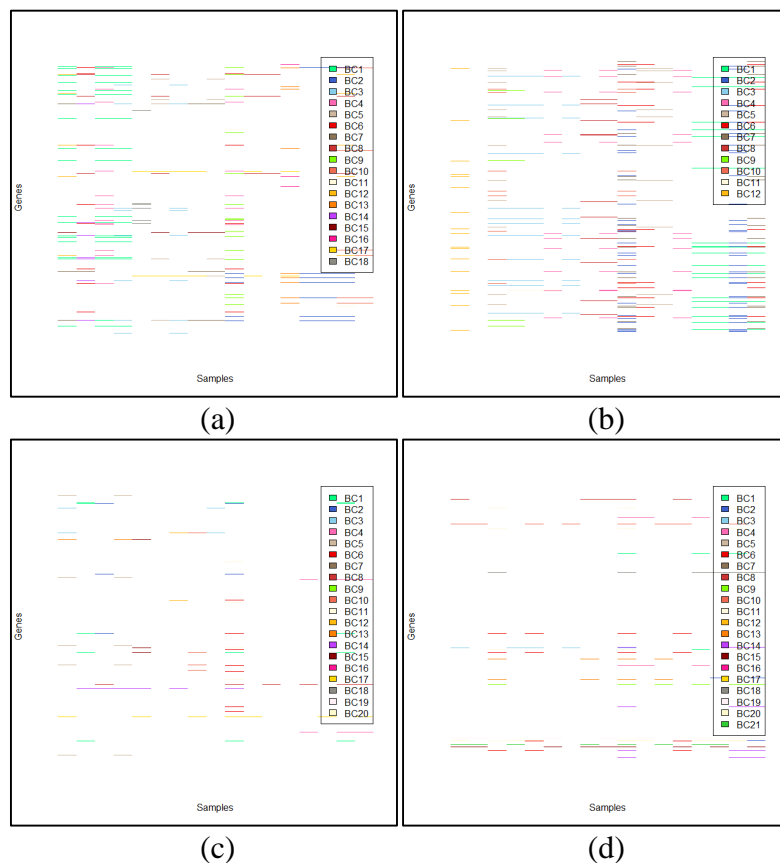 BC1
BC2
BC3
BC4
BC5
BC6
BC7
BC8
BC9
BC10
BC11
BC12
BC13
BC14
BC15
BC16
BC17
BC18
Genes
Samples
(a)
BC1
BC2
BC3
BC4
BC5
BC6
BC7
BC8
BC9
BC10
BC11
BC12
Genes
Samples
(b)
BC1
BC2
BC3
BC4
BC5
BC6
BC7
BC8
BC9
BC10
BC11
BC12
BC13
BC14
BC15
BC16
BC17
BC18
BC19
BC20
Genes
Samples
(c)
BC1
BC2
BC3
BC4
BC5
BC6
BC7
BC8
BC9
BC10
BC11
BC12
BC13
BC14
BC15
BC16
BC17
BC18
BC19
BC20
BC21
Genes
Samples
(d)